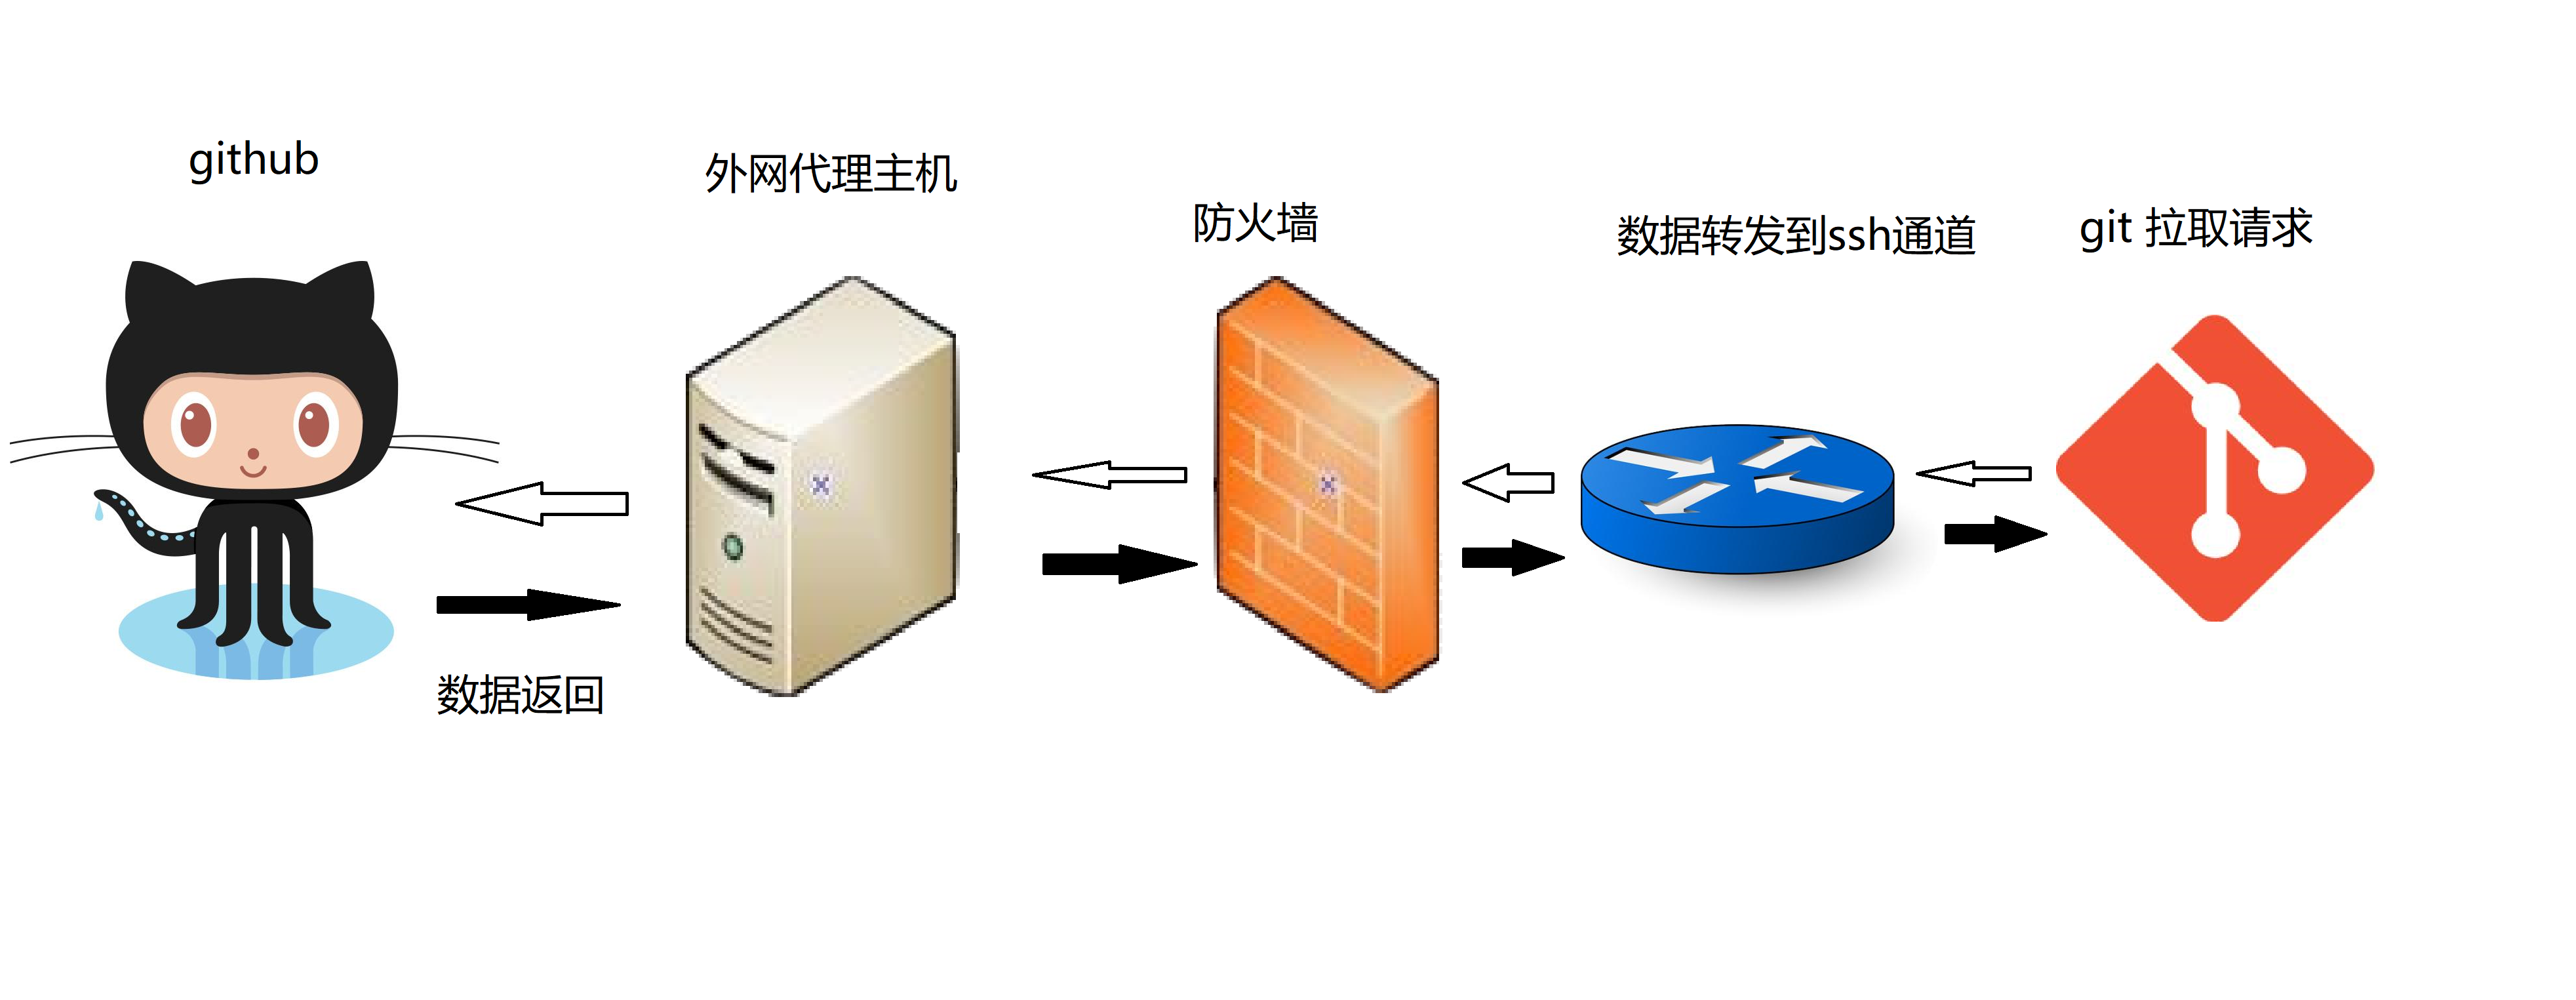 github
外网代理主机
防火墙
数据转发到ssh通道
git 拉取请求
数据返回